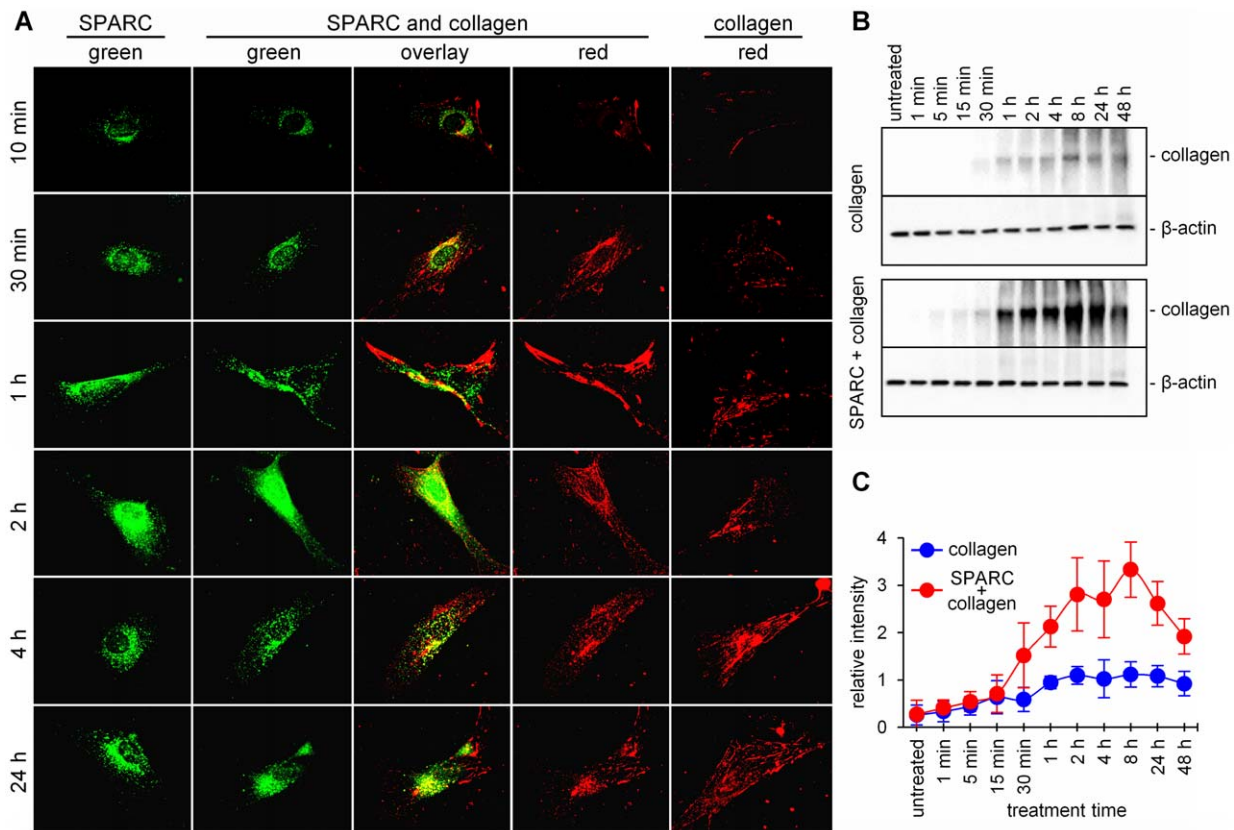 A
SPARC
SPARC and collagen
collagen
green
green
overlay
red
red
10 min
30 min
1 h
2 h
4 h
24 h
B
untreated
1 min
5 min
15 min
30 min
1 h
2 h
4 h
8 h
24 h
48 h
collagen
- collagen
- β-actin
SPARC + collagen
- collagen
- β-actin
C
collagen
SPARC
+
collagen
relative intensity
4
3
2
1
0
untreated
1 min
5 min
15 min
30 min
1 h
2 h
4 h
8 h
24 h
48 h
treatment time